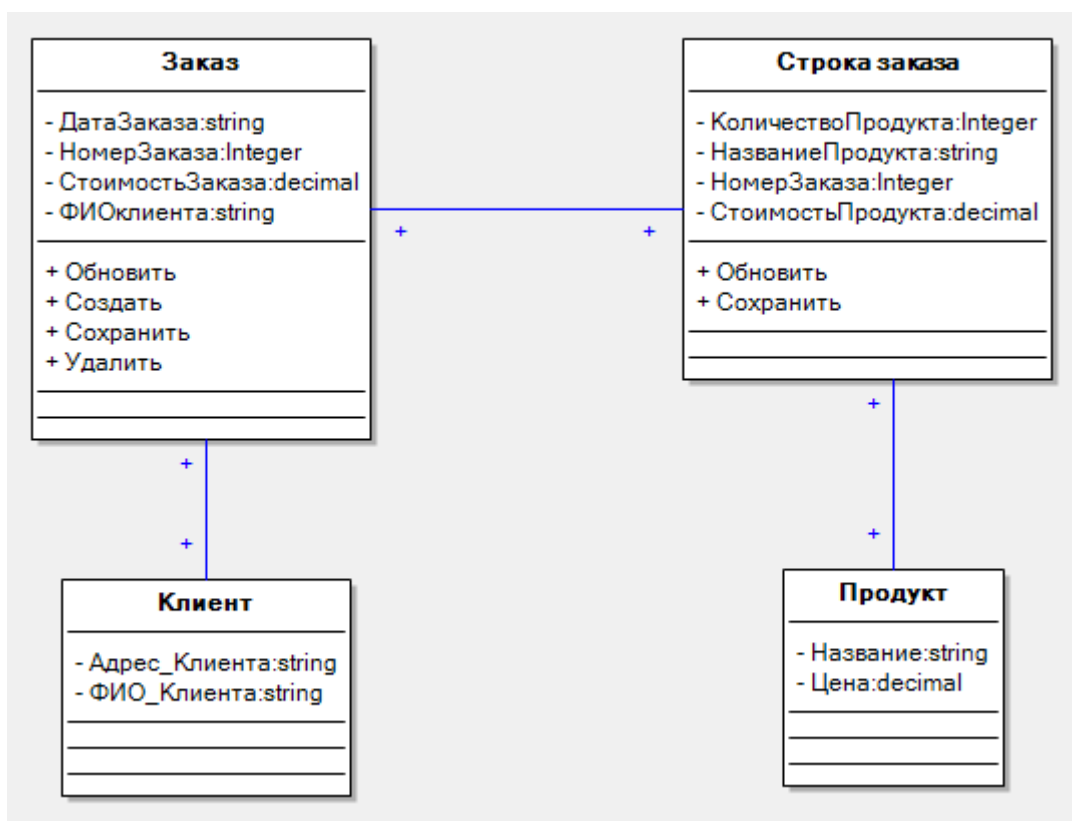 Заказ
- ДатаЗаказа:string
- НомерЗаказа:Integer
- СтоимостьЗаказа:decimal
- ФИОклиента:string
+ Обновить
+ Создать
+ Сохранить
+ Удалить
Строка заказа
- КоличествоПродукта:Integer
- НазваниеПродукта:string
- НомерЗаказа:Integer
- СтоимостьПродукта:decimal
+ Обновить
+ Сохранить
+
+
+
+
+
+
Клиент
- Адрес_Клиента:string
- ФИО_Клиента:string
Продукт
- Название:string
- Цена:decimal